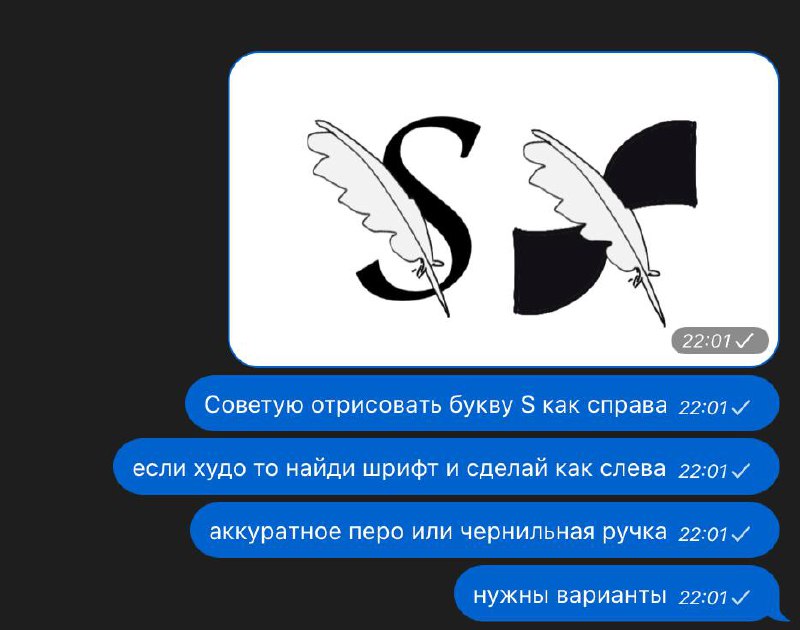 S
22:01
Советую отрисовать букву S как справа 22:01
если худо то найди шрифт и сделай как слева 22:01
аккуратное перо или чернильная ручка 22:01
нужны варианты 22:01